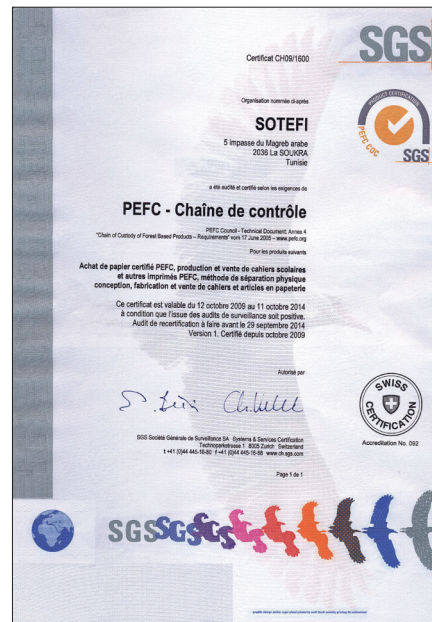 SGS
Certificat CH09/1600
Organisation nommée ci-après
SOTEFI
5 impasse du Magreb arabe
2036 La SOUKRA
Tunisie
PRODUCT CERTIFICATION
PEFC COC
SGS
a été audité et certifié selon les exigences de
PEFC - Chaîne de contrôle
PEFC Council - Technical Document, Annex 4
"Chain of Custody of Forest Based Products – Requirements" vom 17 June 2005 – www.pefc.org
Pour les produits suivants
Achat de papier certifié PEFC, production et vente de cahiers scolaires
et autres imprimés PEFC, méthode de séparation physique
conception, fabrication et vente de cahiers et articles en papeterie
Ce certificat est valable du 12 octobre 2009 au 11 octobre 2014
à condition que l'issue des audits de surveillance soit positive.
Audit de recertification à faire avant le 29 septembre 2014
Version 1. Certifié depuis octobre 2009
Autorisé par
SWISS
CERTIFICATION
Accreditation No. 092
SGS Société Générale de Surveillance SA Systems & Services Certification
Technoparkstrasse 1 8005 Zurich Switzerland
t +41 (0)44 445-16-80 f +41 (0)44 445-16-88 www.ch.sgs.com
Page 1 de 1
SGS SGS SGS